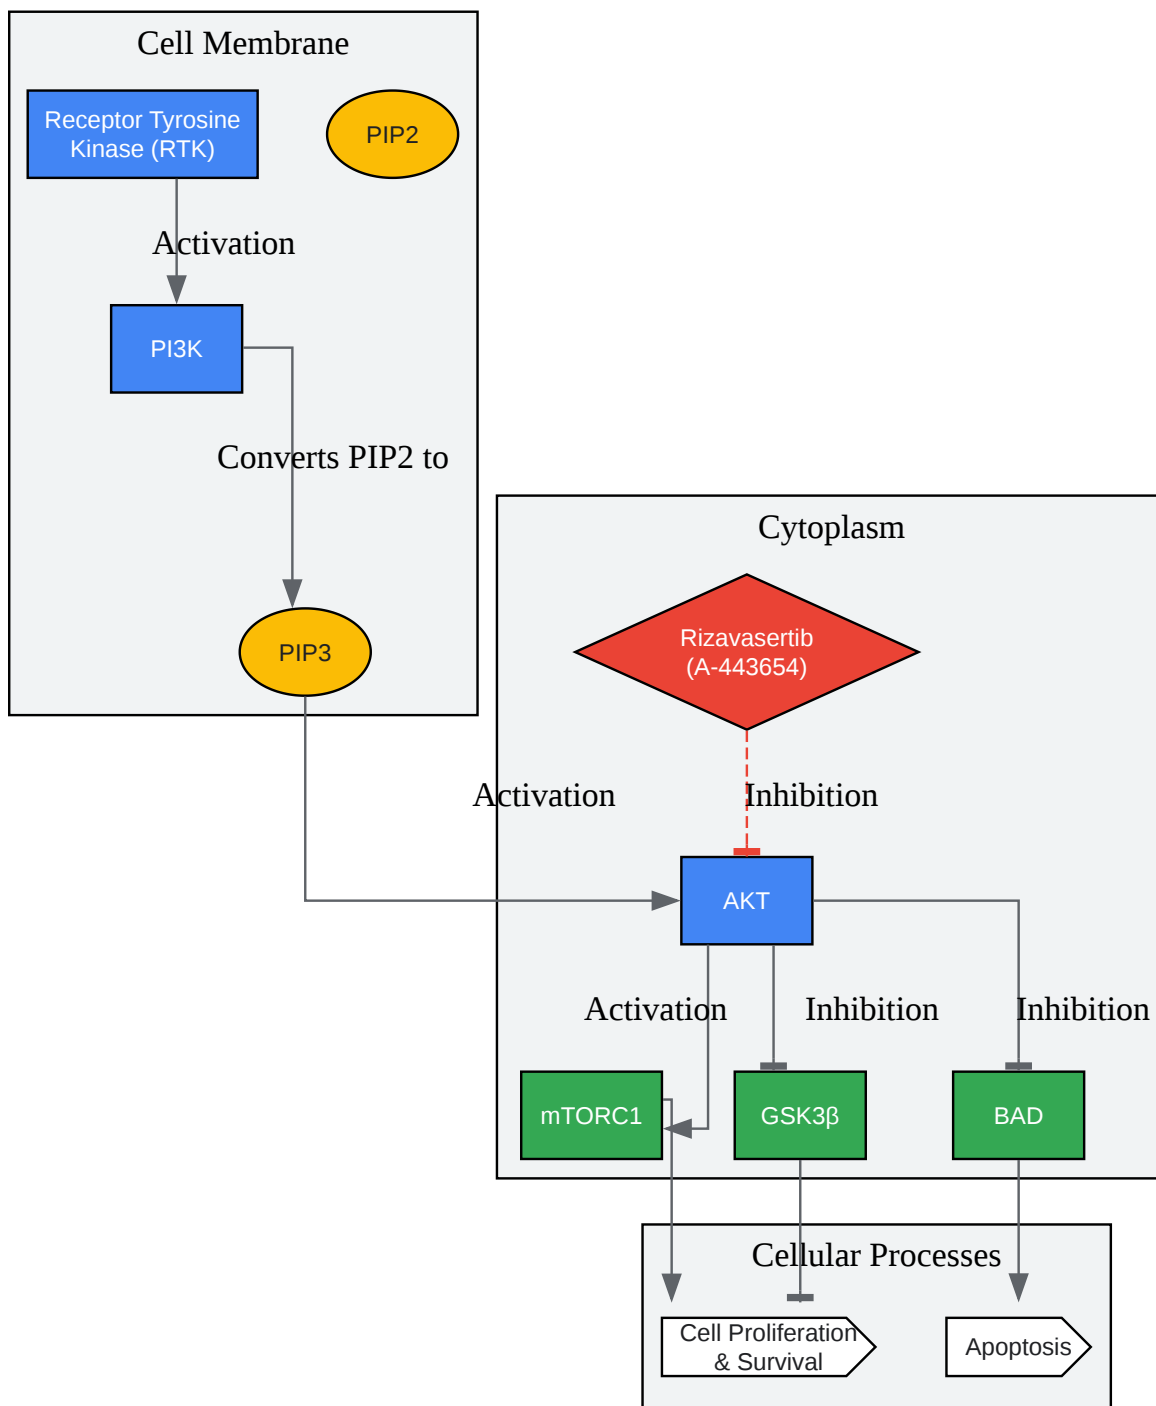 Cell Membrane
Receptor Tyrosine
Kinase (RTK)
PIP2
Activation
PI3K
Converts PIP2 to
PIP3
Cytoplasm
Rizavasertib
(A-443654)
Activation
Inhibition
AKT
Activation
Inhibition
Inhibition
mTORC1
GSK3β
BAD
Cellular Processes
Cell Proliferation
& Survival
Apoptosis